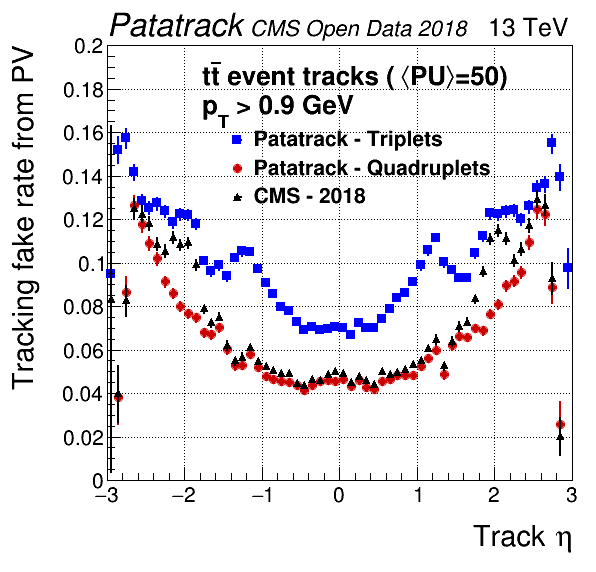 Patatrack CMS Open Data 2018 13 TeV
Tracking fake rate from PV
0.2
0.18
0.16
0.14
0.12
0.1
0.08
0.06
0.04
0.02
0
tt̄ event tracks ( ⟨PU⟩=50)
p_T > 0.9 GeV
Patatrack - Triplets
Patatrack - Quadruplets
CMS - 2018
−3 −2 −1 0 1 2 3
Track η